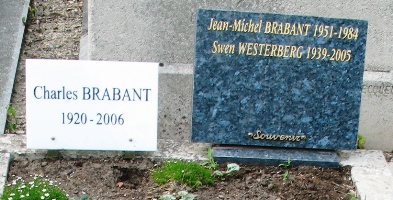 Charles BRABANT
1920 - 2006
Jean-Michel BRABANT 1951-1984
Swen WESTERBERG 1939-2005
"Souvenir"